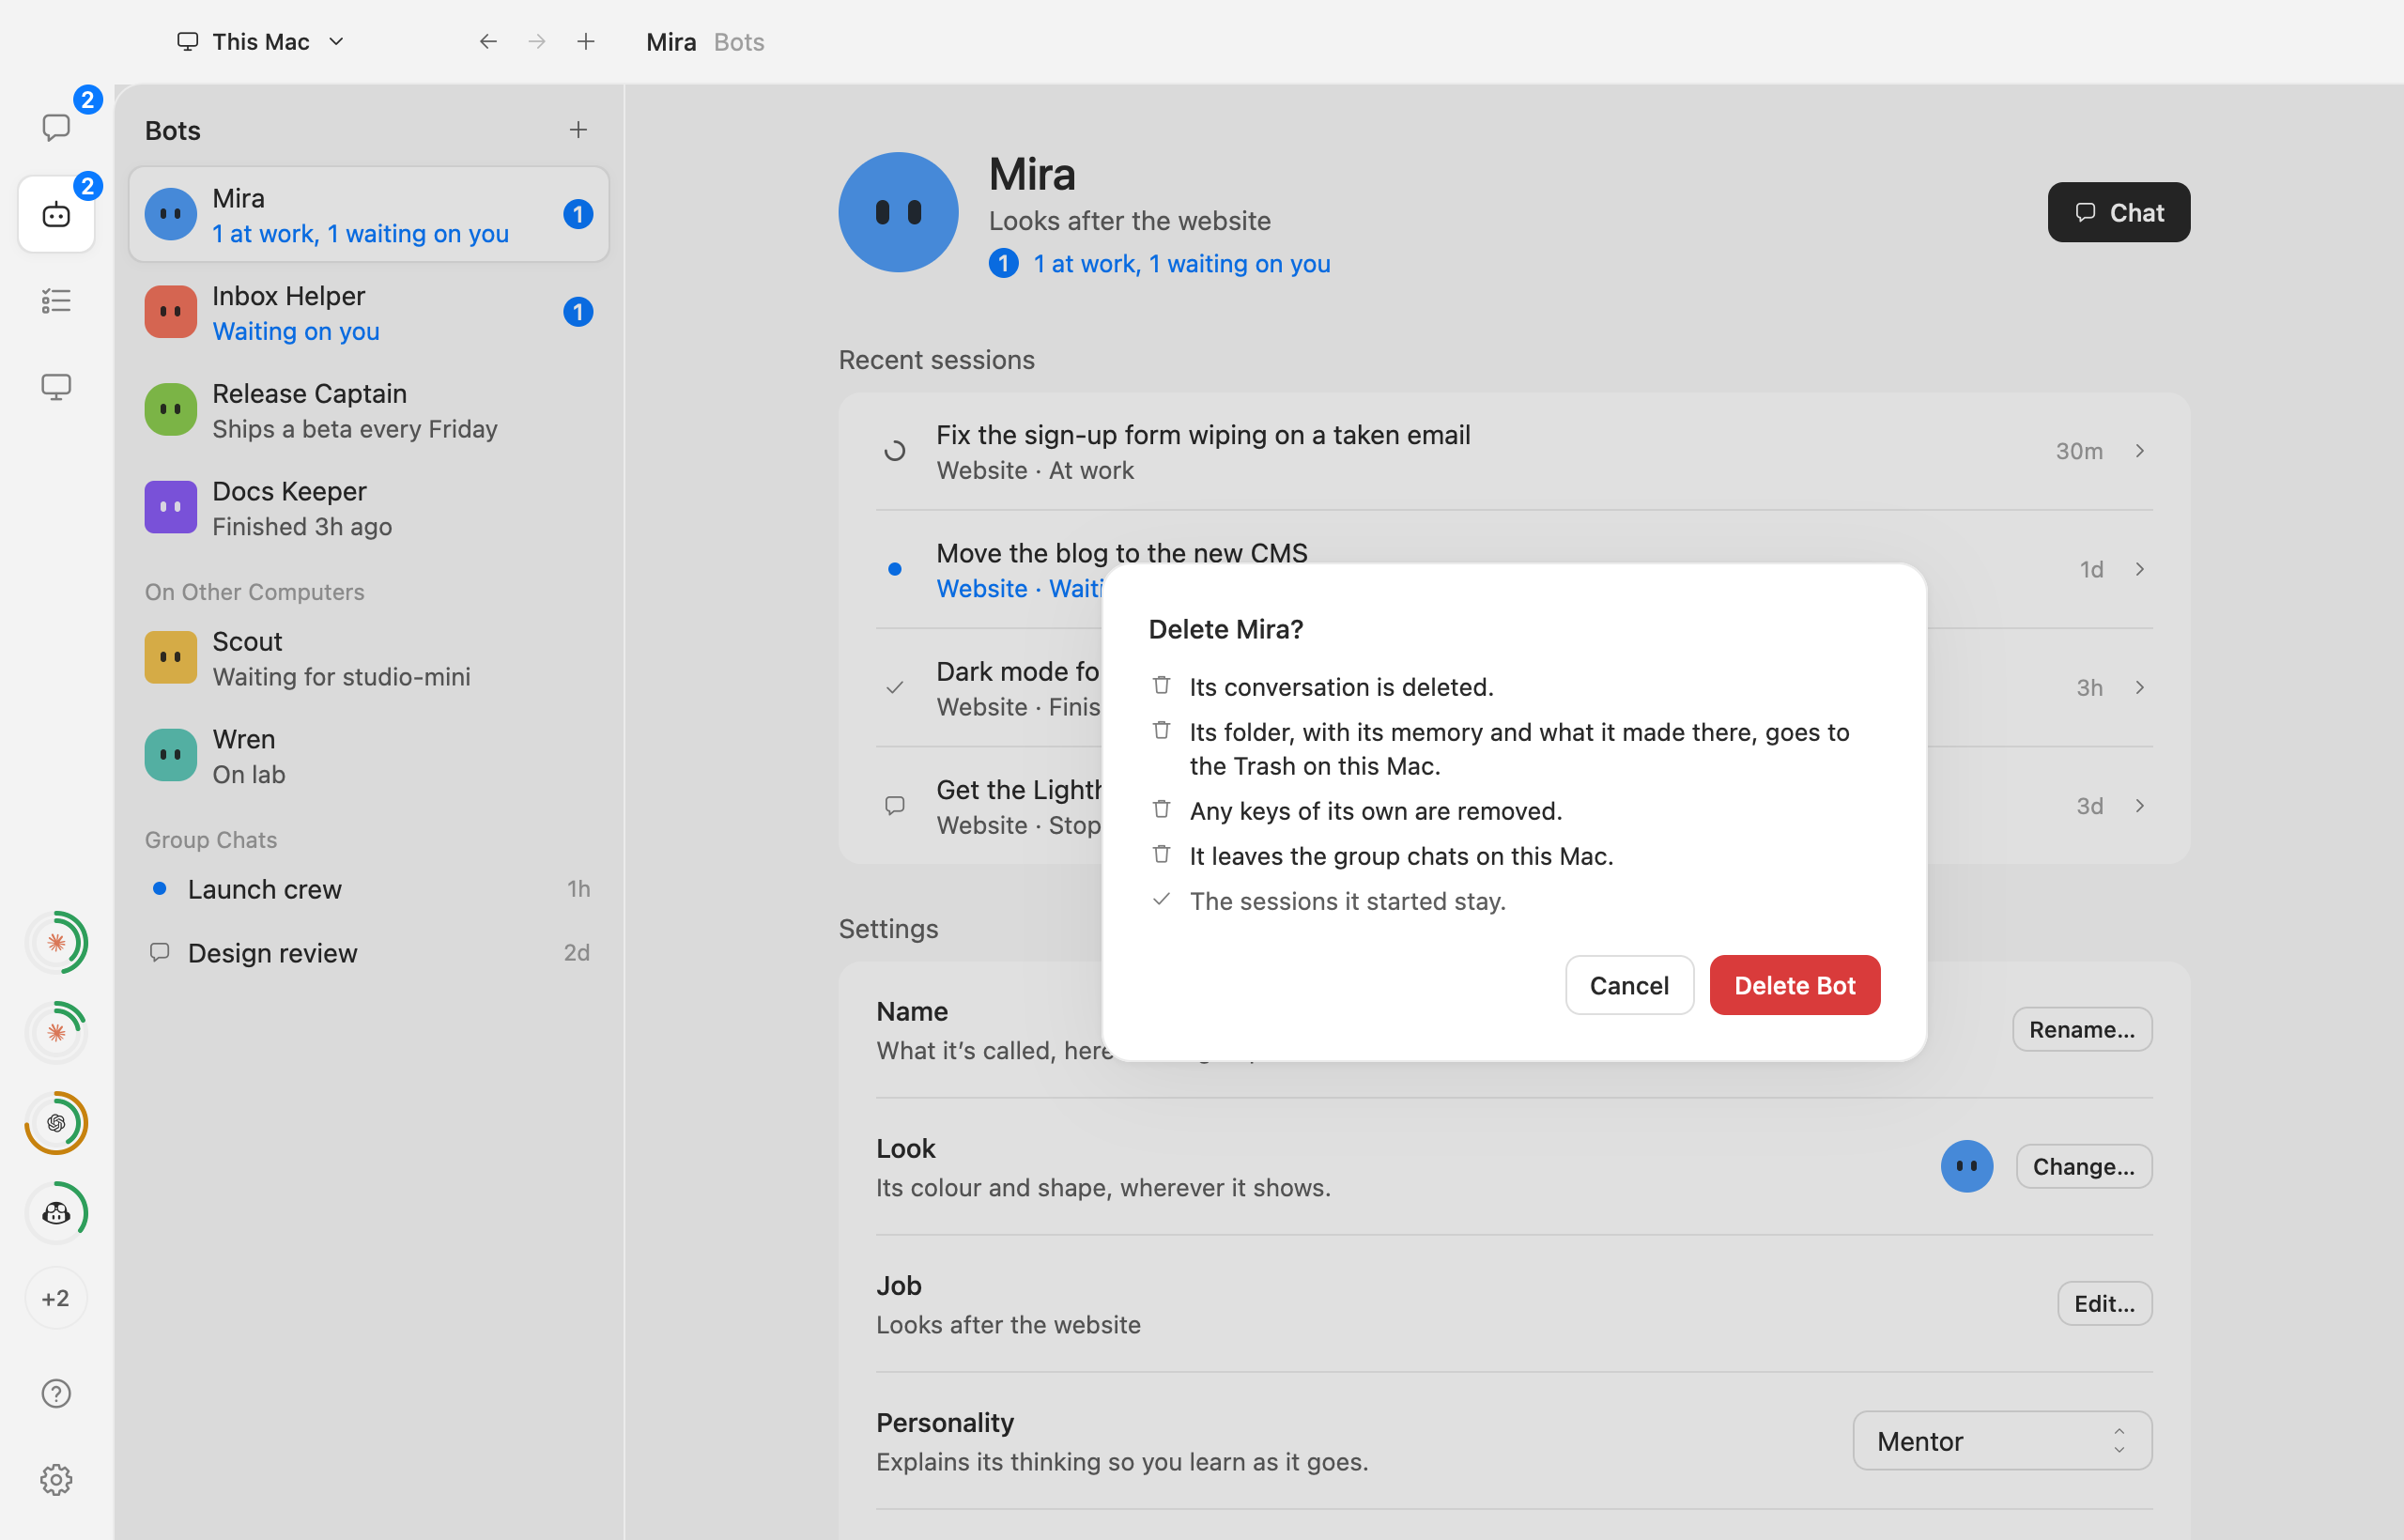 This Mac
Mira Bots
2
2
Bots
Mira
1 at work, 1 waiting on you
1
Inbox Helper
Waiting on you
1
Release Captain
Ships a beta every Friday
Docs Keeper
Finished 3h ago
On Other Computers
Scout
Waiting for studio-mini
Wren
On lab
Group Chats
Launch crew 1h
Design review 2d
+2
Mira
Looks after the website
1 1 at work, 1 waiting on you
Chat
Recent sessions
Fix the sign-up form wiping on a taken email
Website · At work
30m
Move the blog to the new CMS
Website ·
1d
Dark mode
Website ·
3h
Get the
Website ·
3d
Delete Mira?
Its conversation is deleted.
Its folder, with its memory and what it made there, goes to
the Trash on this Mac.
Any keys of its own are removed.
It leaves the group chats on this Mac.
The sessions it started stay.
Cancel
Delete Bot
Settings
Name
What it’s called, here
Rename...
Look
Its colour and shape, wherever it shows.
Change...
Job
Looks after the website
Edit...
Personality
Explains its thinking so you learn as it goes.
Mentor